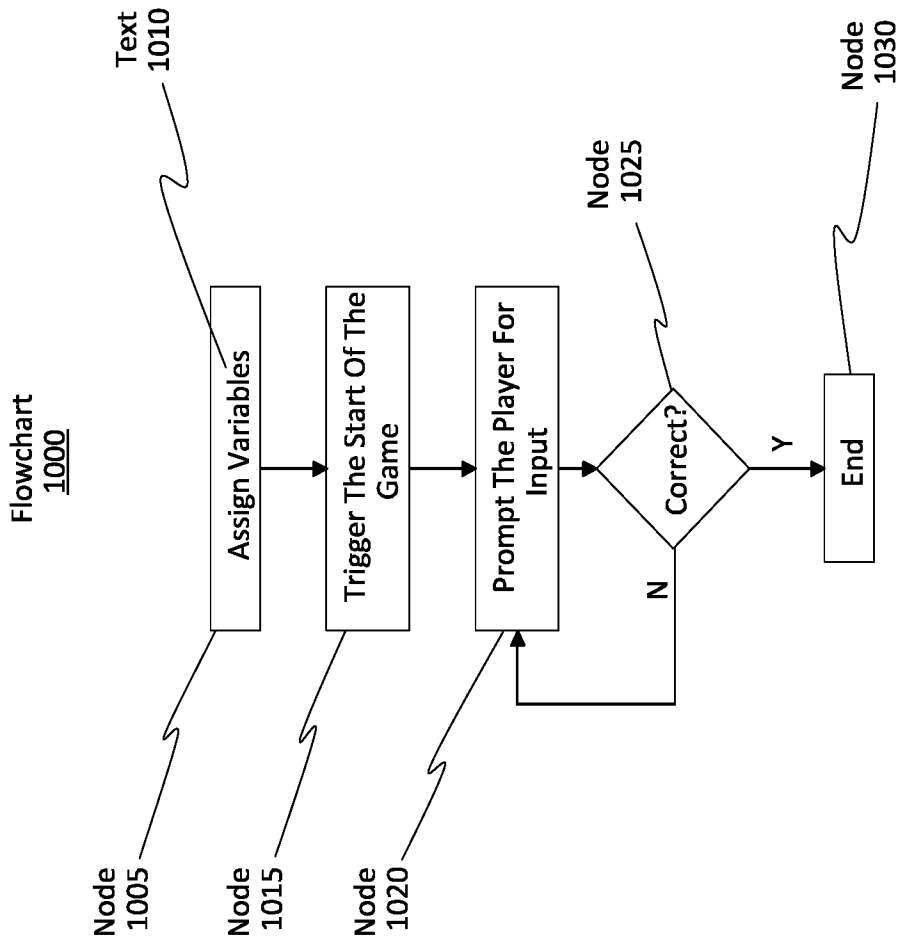 Flowchart
1000
Text
1010
Node
1005
Assign Variables
Node
1015
Trigger The Start Of The
Game
Node
1020
Prompt The Player For
Input
Node
1025
Correct?
N
Y
End
Node
1030